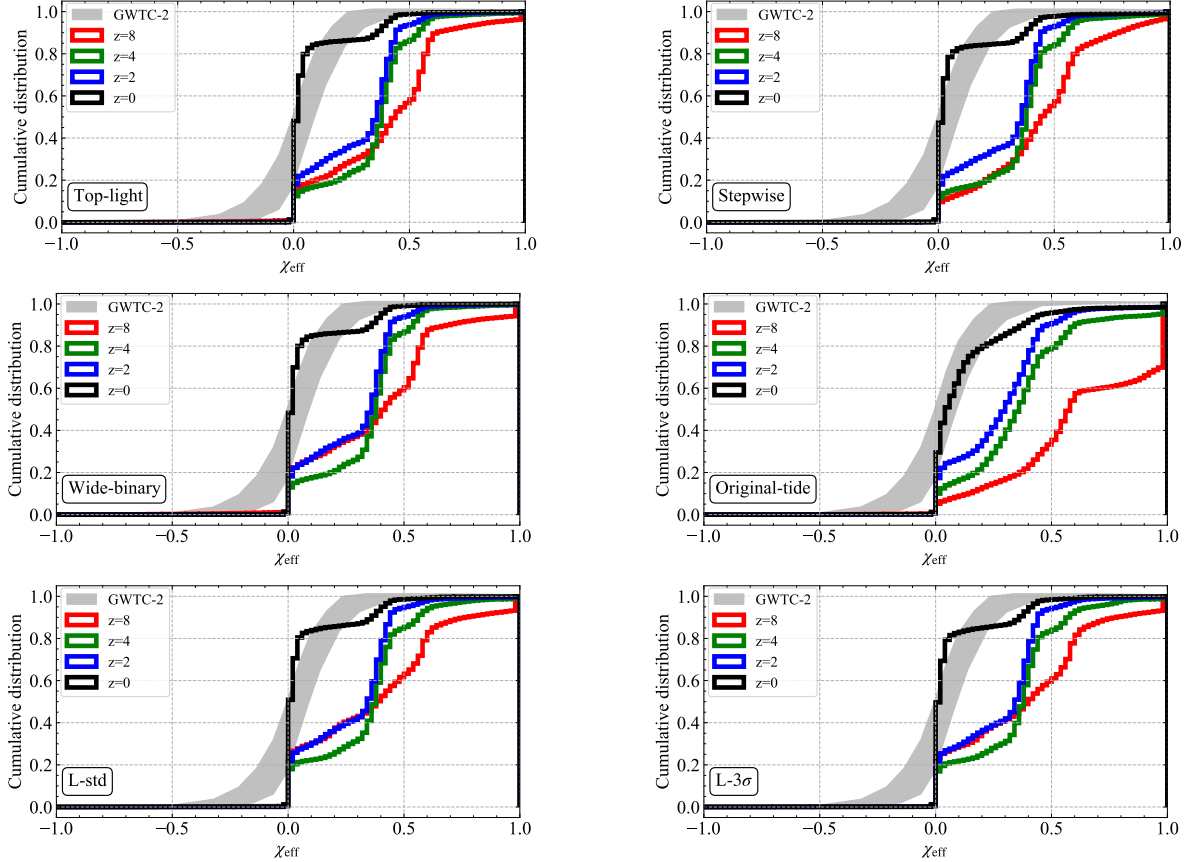 GWTC-2
z=8
z=4
z=2
z=0
Top-light
Cumulative distribution
1.0
0.8
0.6
0.4
0.2
0.0
−1.0 −0.5 0.0 0.5 1.0
χeff
GWTC-2
z=8
z=4
z=2
z=0
Stepwise
Cumulative distribution
1.0
0.8
0.6
0.4
0.2
0.0
−1.0 −0.5 0.0 0.5 1.0
χeff
GWTC-2
z=8
z=4
z=2
z=0
Wide-binary
Cumulative distribution
1.0
0.8
0.6
0.4
0.2
0.0
−1.0 −0.5 0.0 0.5 1.0
χeff
GWTC-2
z=8
z=4
z=2
z=0
Original-tide
Cumulative distribution
1.0
0.8
0.6
0.4
0.2
0.0
−1.0 −0.5 0.0 0.5 1.0
χeff
GWTC-2
z=8
z=4
z=2
z=0
L-std
Cumulative distribution
1.0
0.8
0.6
0.4
0.2
0.0
−1.0 −0.5 0.0 0.5 1.0
χeff
GWTC-2
z=8
z=4
z=2
z=0
L-3σ
Cumulative distribution
1.0
0.8
0.6
0.4
0.2
0.0
−1.0 −0.5 0.0 0.5 1.0
χeff